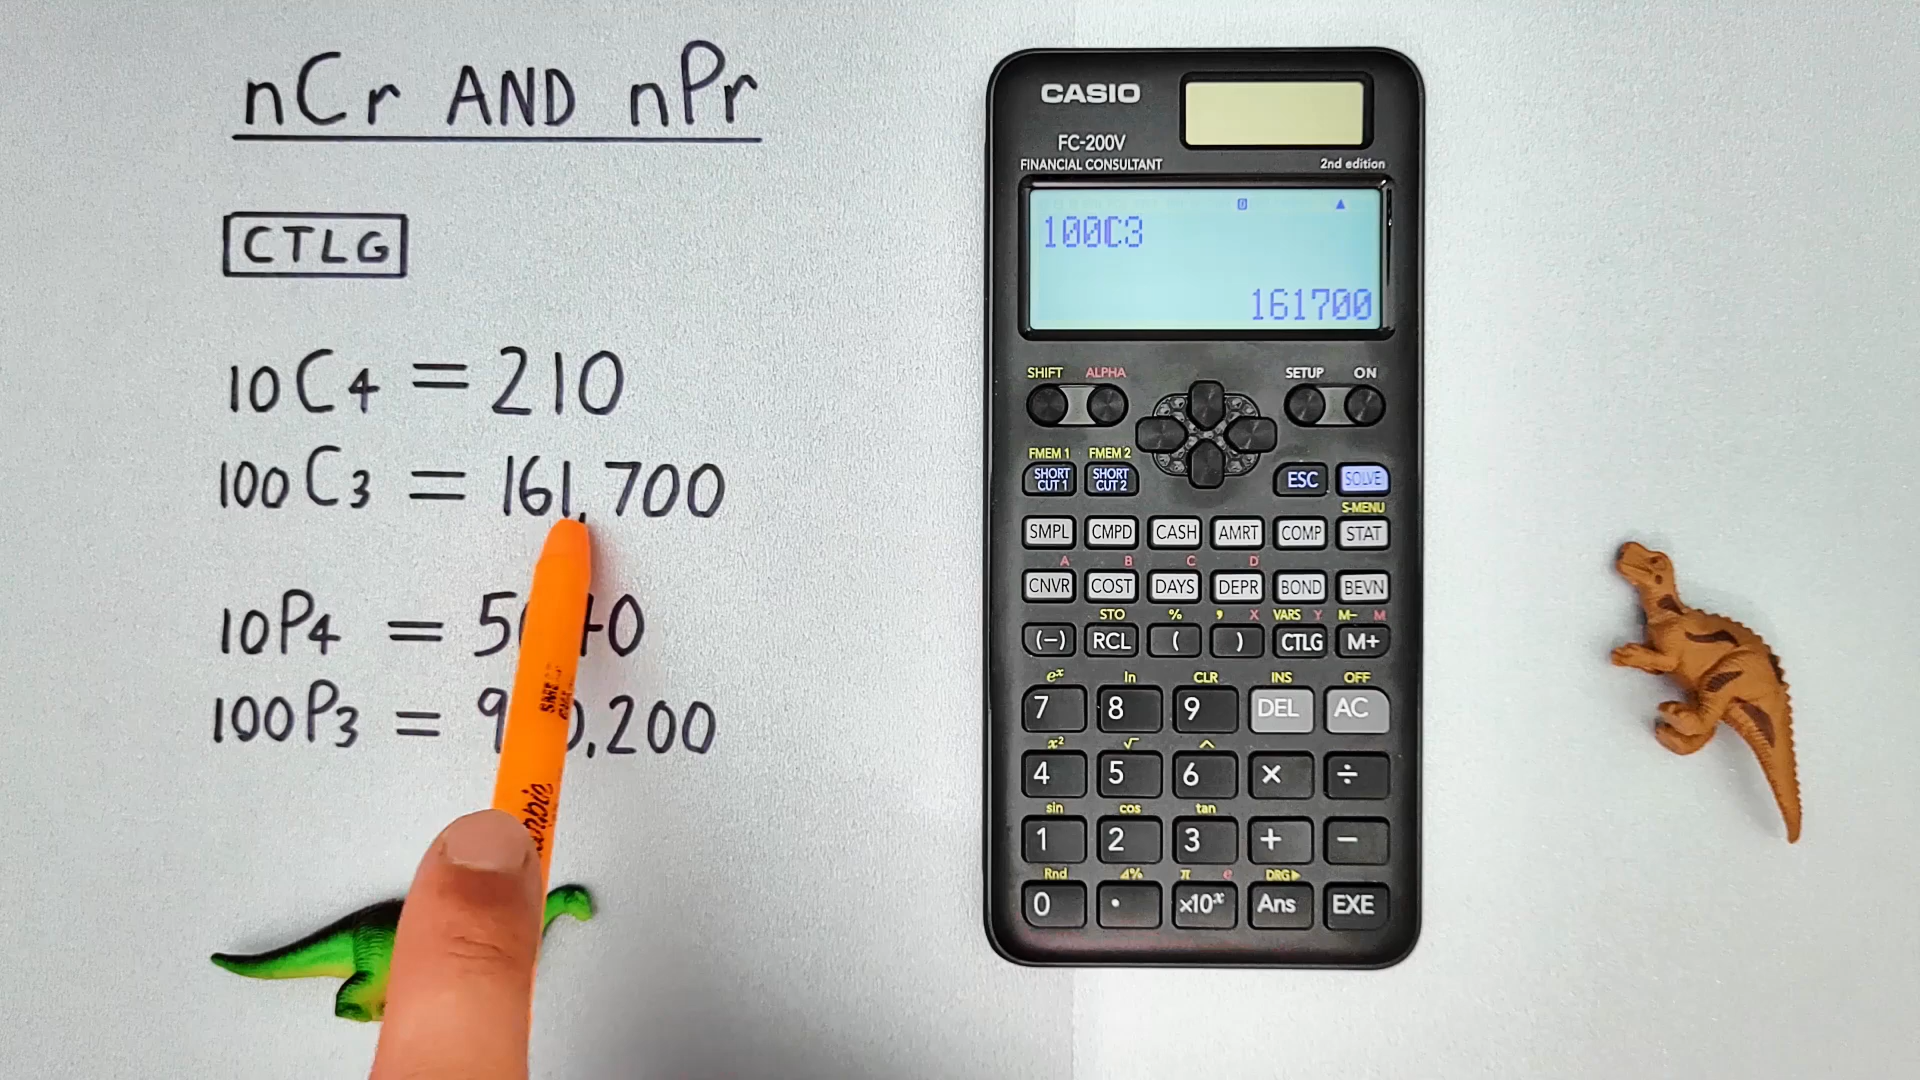 nCr AND nPr
CTLG
10C4 = 210
100C3 = 161,700
10P4 =
100P3 =
CASIO
FC-200V
FINANCIAL CONSULTANT 2nd edition
D ▲
100C3
161700
SHIFT ALPHA SETUP ON
FMEM 1 FMEM 2
SHORT CUT 1 SHORT CUT 2 ESC SOLVE
S-MENU
SMPL CMPD CASH AMRT COMP STAT
A B C D
CNVR COST DAYS DEPR BOND BEVN
STO % , X VARS Y M– M
(−) RCL ( ) CTLG M+
eˣ ln CLR INS OFF
7 8 9 DEL AC
x² √ ^
4 5 6 × ÷
sin cos tan
1 2 3 + −
Rnd Δ% π e DRG▶
0 • ×10ˣ Ans EXE